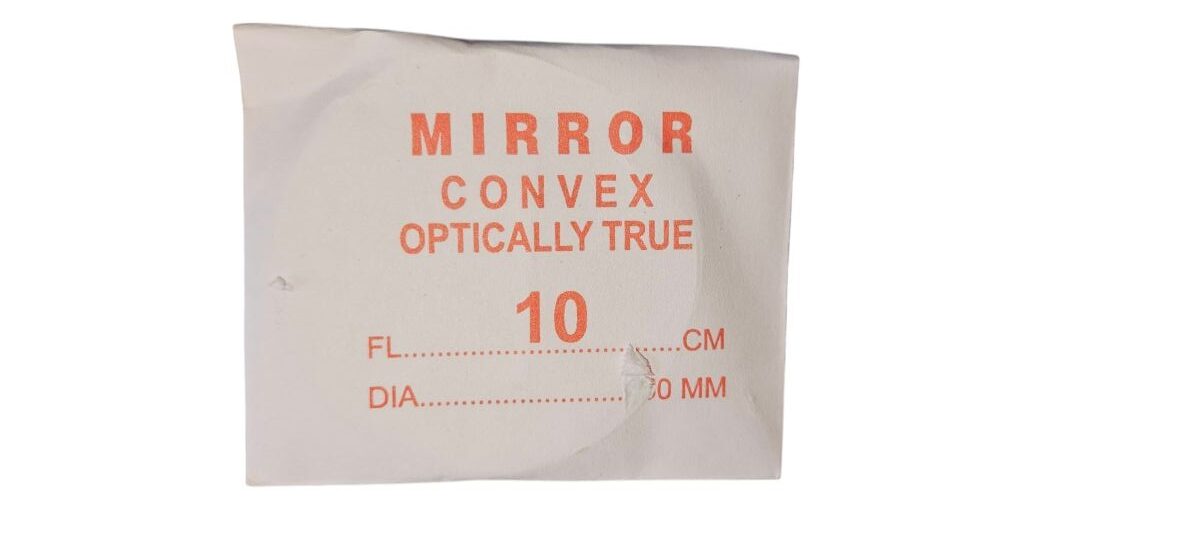 MIRROR
CONVEX
OPTICALLY TRUE
FL..............10..............CM
DIA.......................... MM